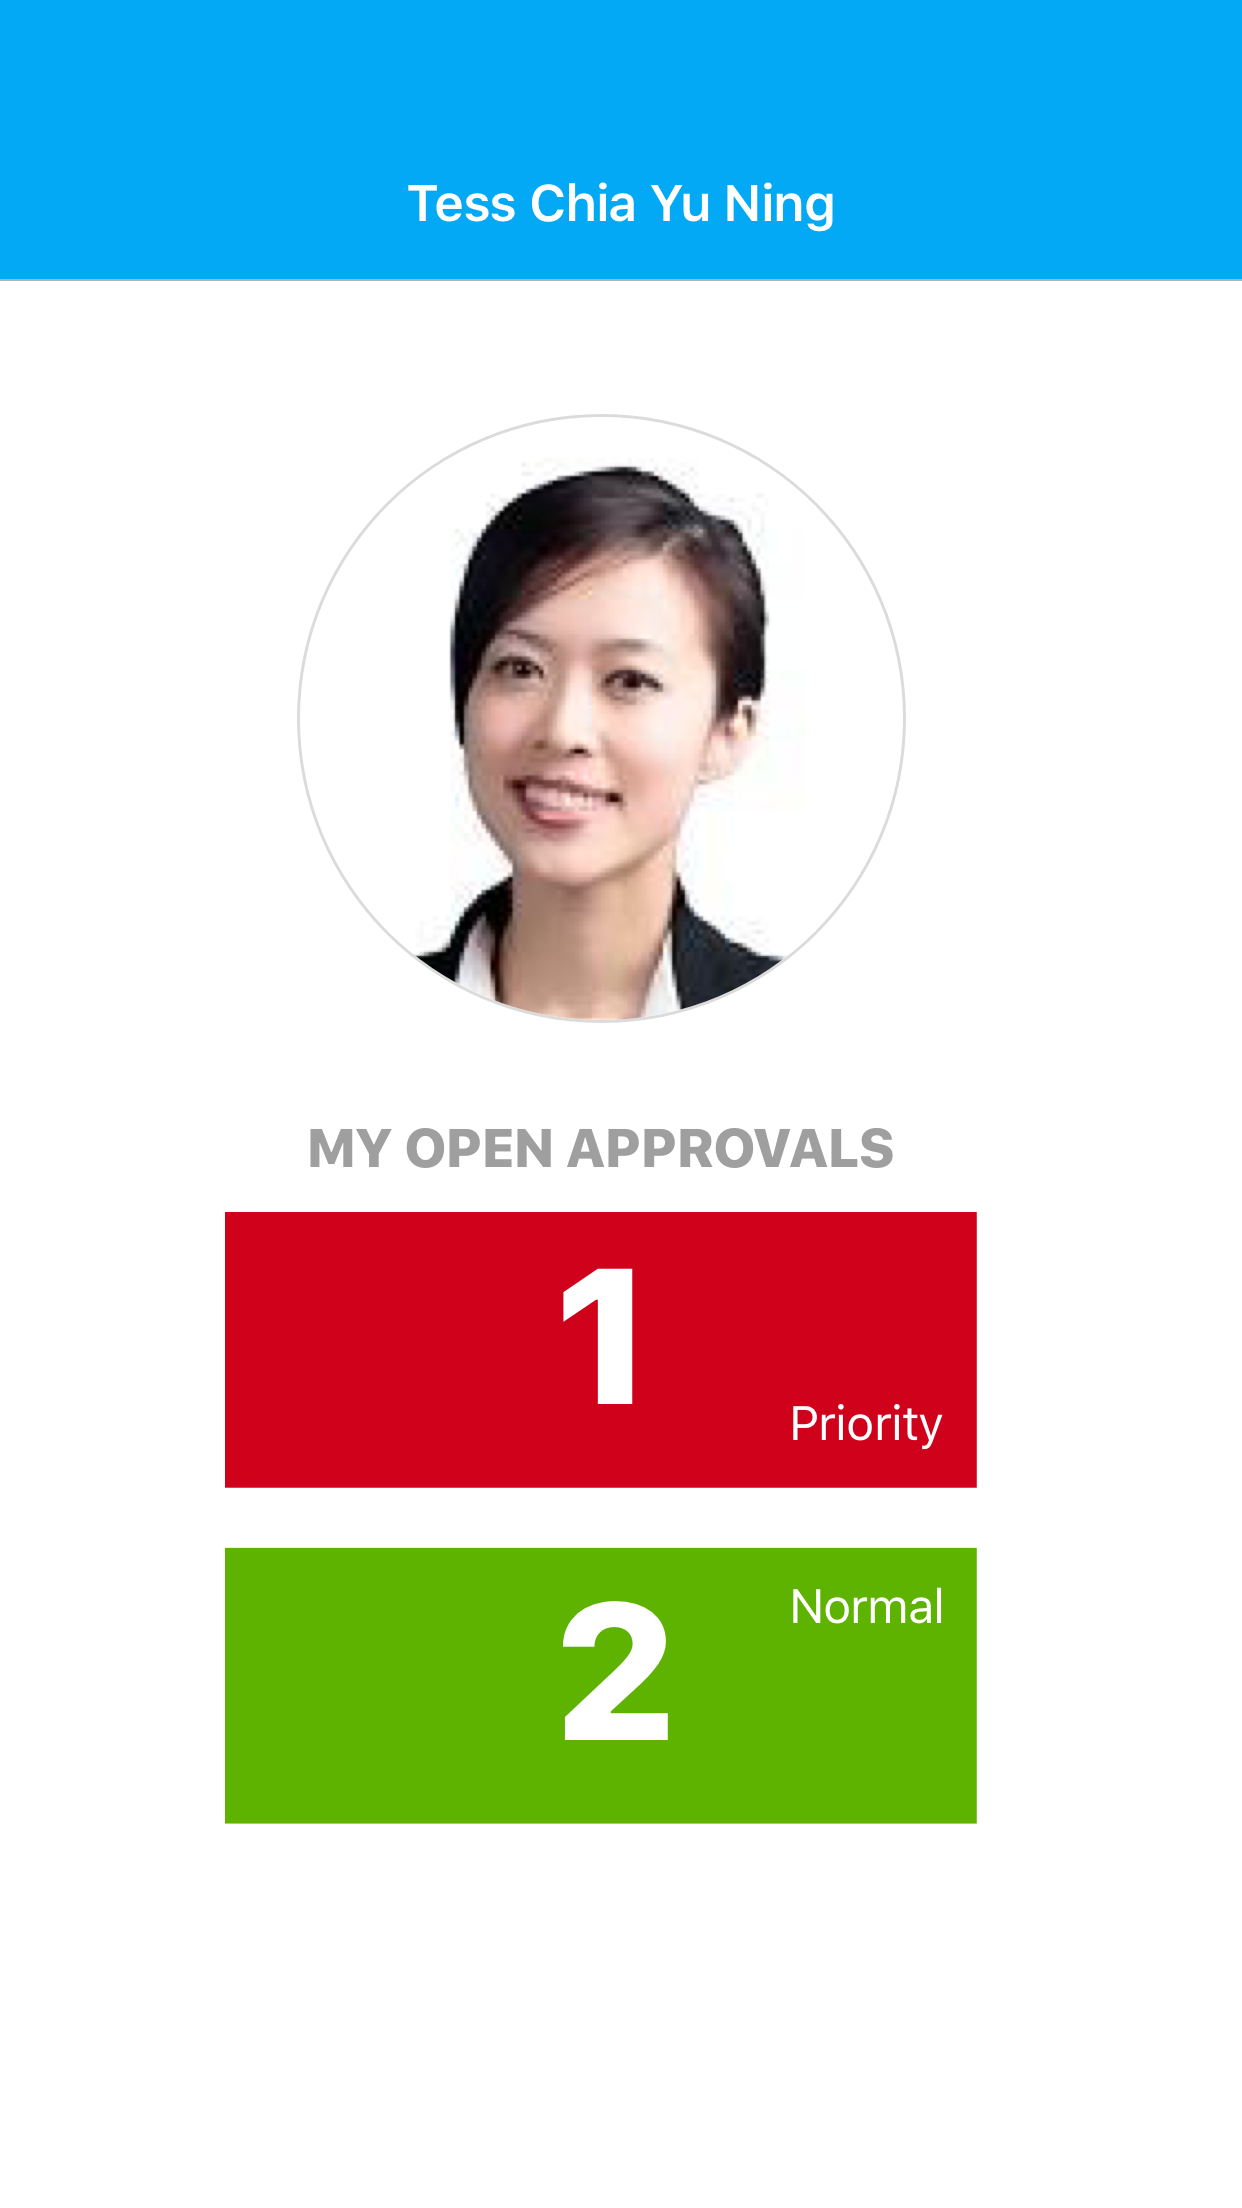 Tess Chia Yu Ning
MY OPEN APPROVALS
1
Priority
Normal
2